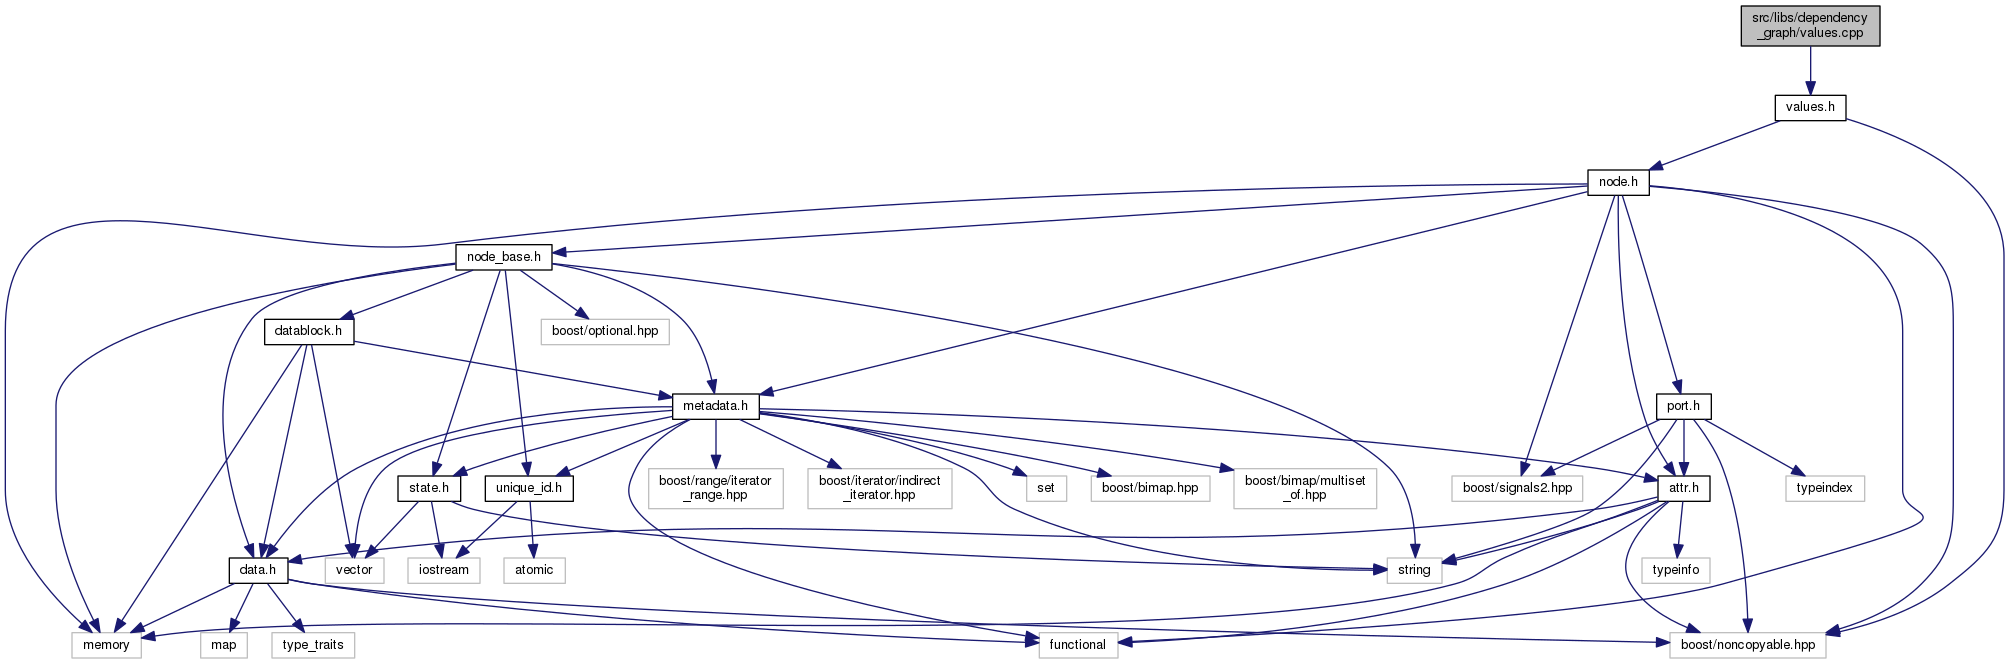 src/libs/dependency
_graph/values.cpp
values.h
node.h
node_base.h
datablock.h
boost/optional.hpp
metadata.h
port.h
state.h
unique_id.h
boost/range/iterator
_range.hpp
boost/iterator/indirect
_iterator.hpp
set
boost/bimap.hpp
boost/bimap/multiset
_of.hpp
boost/signals2.hpp
attr.h
typeindex
data.h
vector
iostream
atomic
string
typeinfo
memory
map
type_traits
functional
boost/noncopyable.hpp